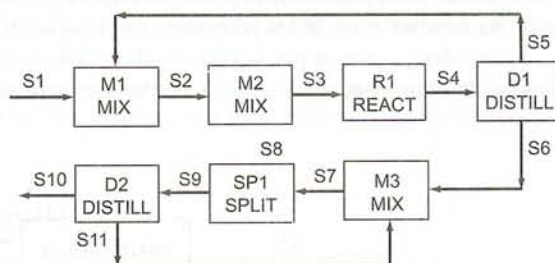 S5
S1
M1
MIX
S2
M2
MIX
S3
R1
REACT
S4
D1
DISTILL
S6
S8
S10
D2
DISTILL
S9
SP1
SPLIT
S7
M3
MIX
S11